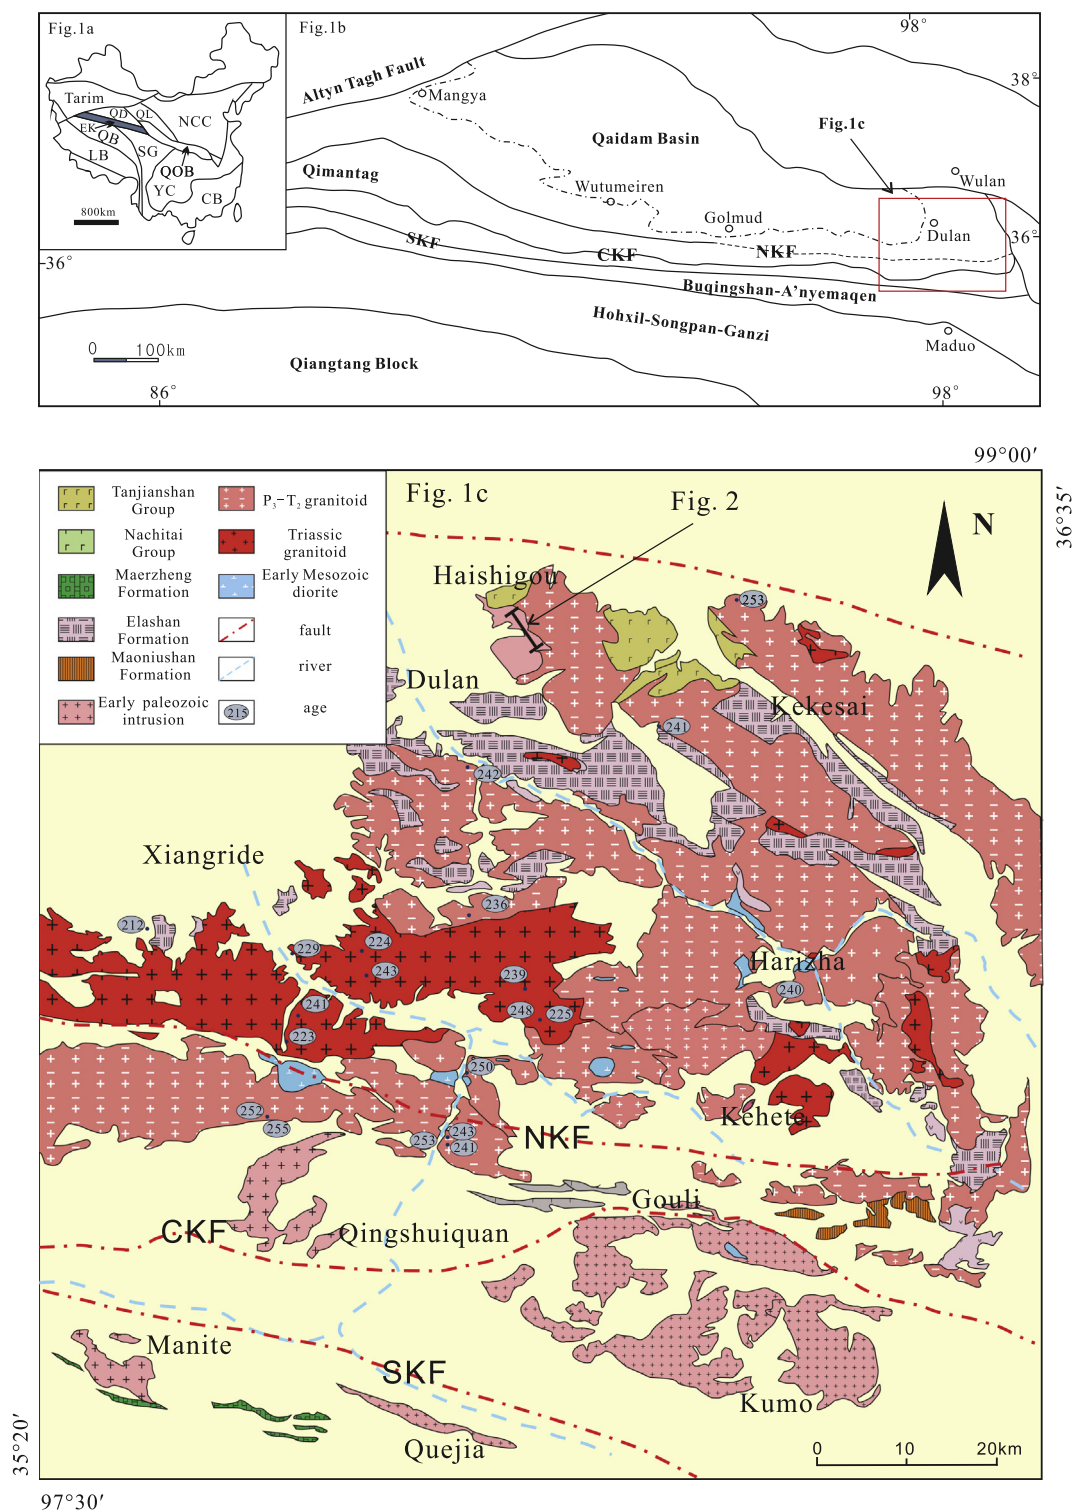 Fig.1a
Tarim
QD
QL
NCC
EK
QB
SG
LB
QOB
YC
CB
800km
Fig.1b
98°
38°
Altyn Tagh Fault
Mangya
Qaidam Basin
Fig.1c
Qimantag
Wutumeiren
Wulan
Golmud
Dulan
36°
SKF
CKF
NKF
36°
Buqingshan-A'nyemaqen
Hohxil-Songpan-Ganzi
Maduo
0 100km
Qiangtang Block
86°
98°
99°00′
36°35′
Tanjianshan
Group
P3-T2 granitoid
Nachitai
Group
Triassic
granitoid
Maerzheng
Formation
Early Mesozoic
diorite
Elashan
Formation
fault
Maoniushan
Formation
river
Early paleozoic
intrusion
215
age
Fig. 1c
Fig. 2
N
Haishigou
253
Dulan
Kekesai
241
242
Xiangride
236
212
224
229
243
239
Harizha
240
241
248
225
223
250
252
255
253
243
241
Kehete
NKF
Gouli
CKF
Qingshuiquan
Manite
SKF
Kumo
Quejia
0 10 20km
35°20′
97°30′